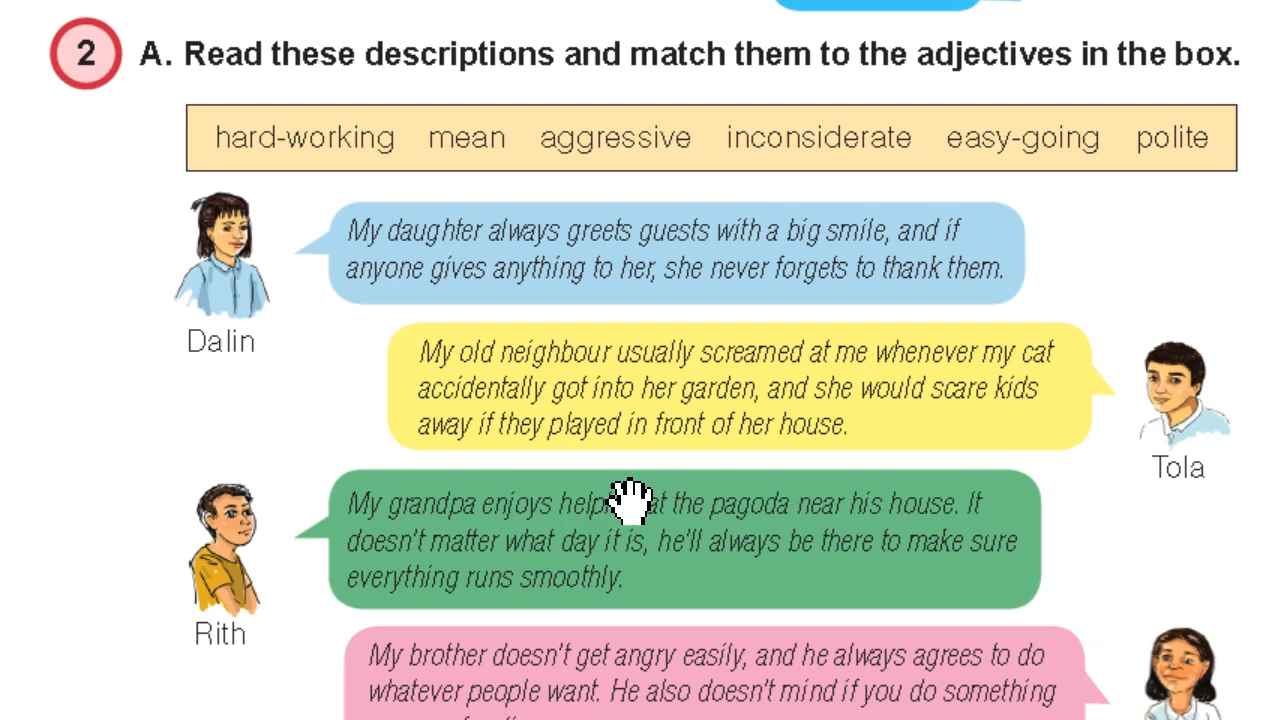 2 A. Read these descriptions and match them to the adjectives in the box.
hard-working mean aggressive inconsiderate easy-going polite
My daughter always greets guests with a big smile, and if
anyone gives anything to her, she never forgets to thank them.
Dalin
My old neighbour usually screamed at me whenever my cat
accidentally got into her garden, and she would scare kids
away if they played in front of her house.
Tola
My grandpa enjoys at the pagoda near his house. It
doesn't matter what day it is, he'll always be there to make sure
everything runs smoothly.
Rith
My brother doesn't get angry easily, and he always agrees to do
whatever people want. He also doesn't mind if you do something